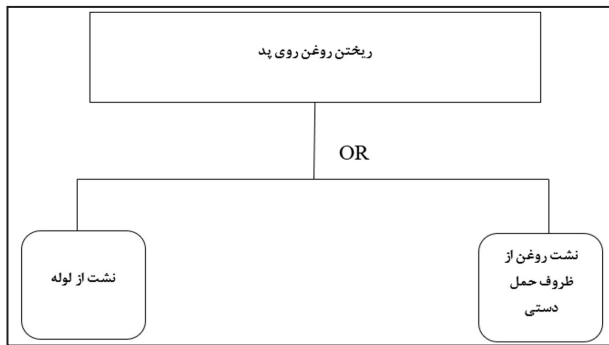 ریختن روغن روی پد
OR
نشت روغن از
ظروف حمل
دستی
نشت از لوله